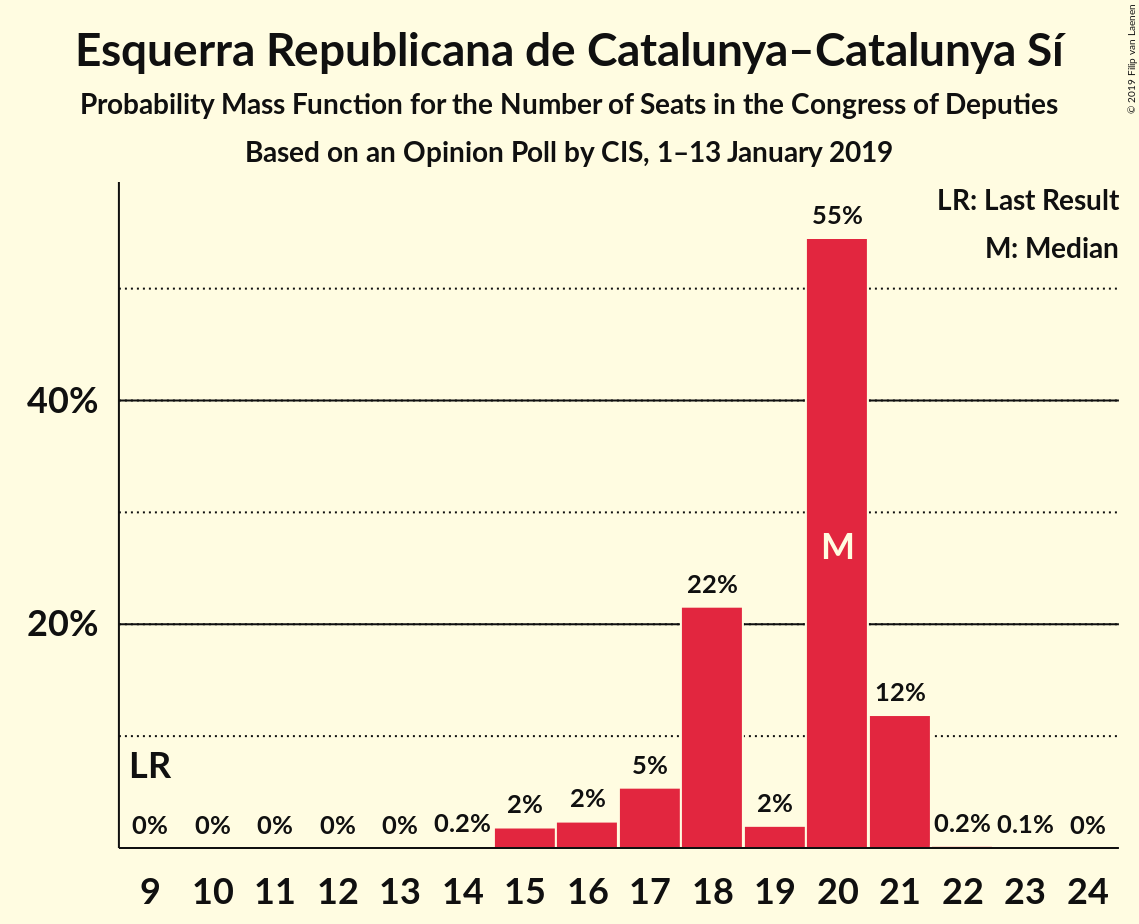 Esquerra Republicana de Catalunya–Catalunya Sí
Probability Mass Function for the Number of Seats in the Congress of Deputies
Based on an Opinion Poll by CIS, 1–13 January 2019
© 2019 Filip van Laenen
LR: Last Result
M: Median
55%
40%
M
22%
20%
12%
LR
5%
0% 0% 0% 0% 0% 0.2% 2% 2% 2% 0.2% 0.1% 0%
9 10 11 12 13 14 15 16 17 18 19 20 21 22 23 24